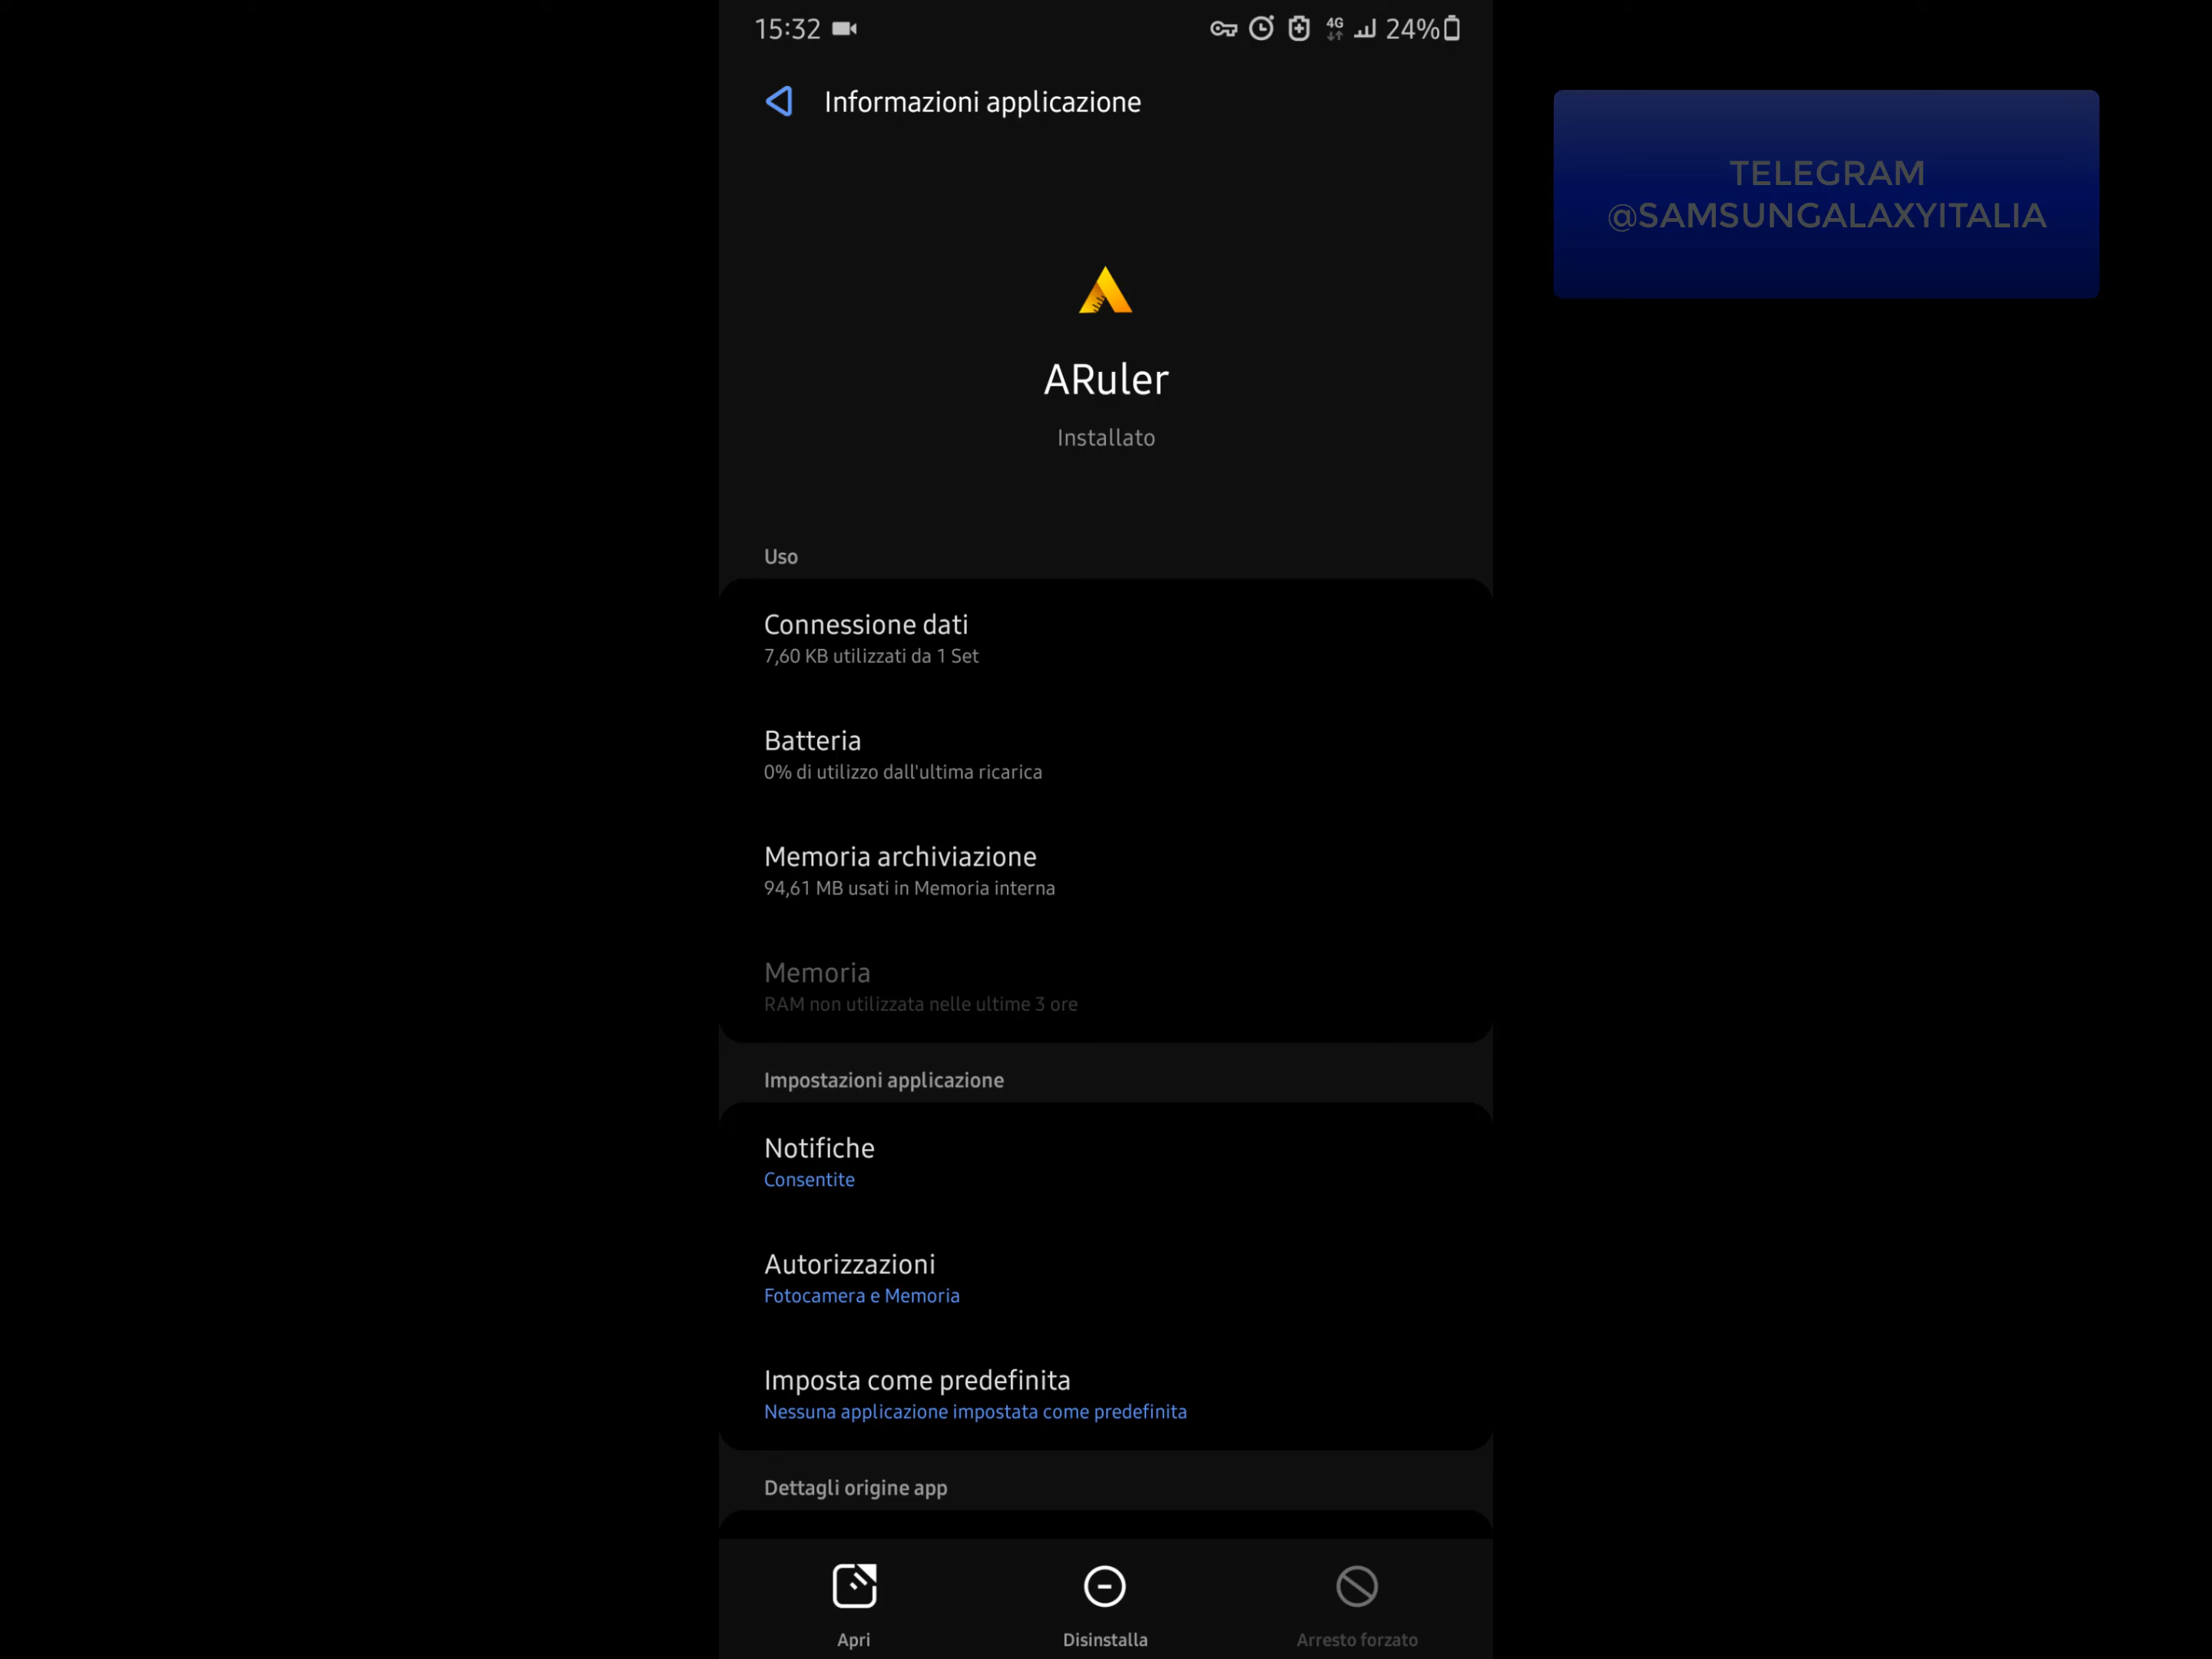 15:32
4G
24%
Informazioni applicazione
TELEGRAM
@SAMSUNGALAXYITALIA
ARuler
Installato
Uso
Connessione dati
7,60 KB utilizzati da 1 Set
Batteria
0% di utilizzo dall'ultima ricarica
Memoria archiviazione
94,61 MB usati in Memoria interna
Memoria
RAM non utilizzata nelle ultime 3 ore
Impostazioni applicazione
Notifiche
Consentite
Autorizzazioni
Fotocamera e Memoria
Imposta come predefinita
Nessuna applicazione impostata come predefinita
Dettagli origine app
Apri
Disinstalla
Arresto forzato